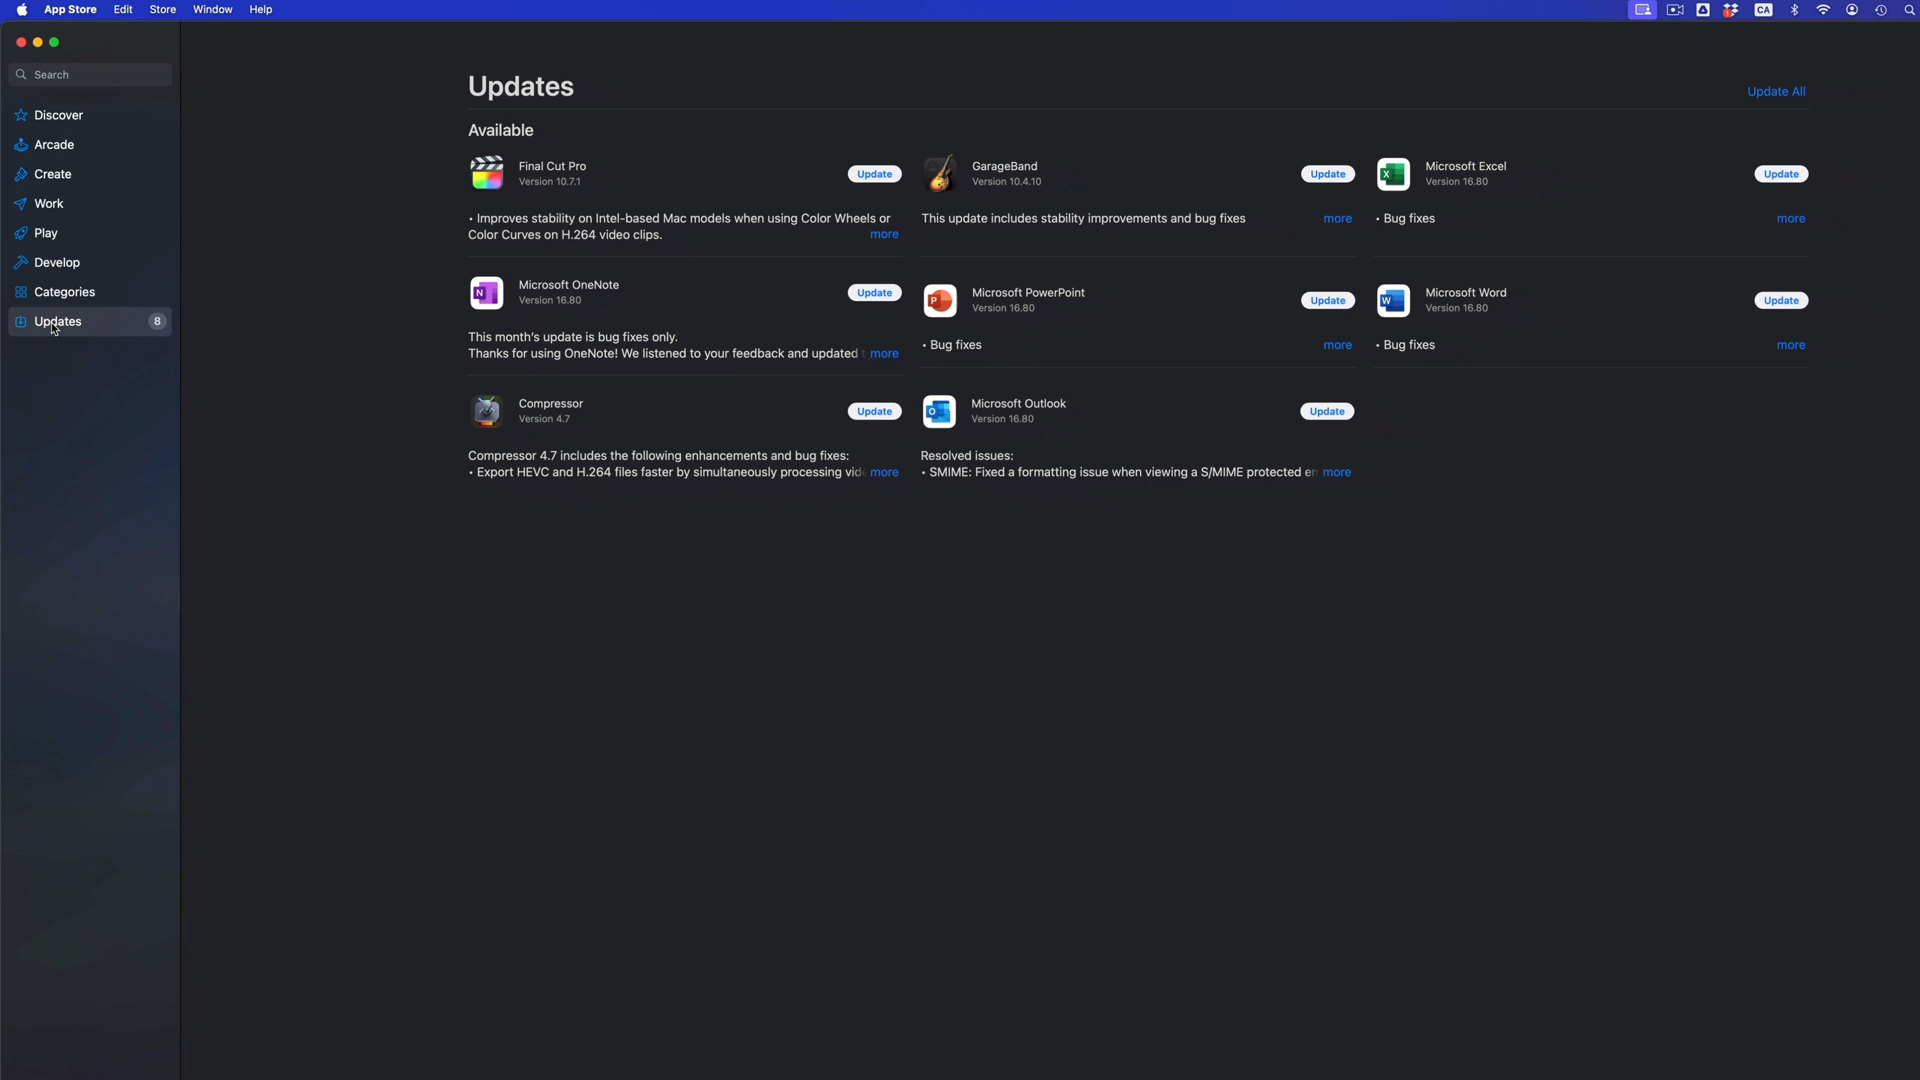 App Store Edit Store Window Help
CA
Search
Discover
Arcade
Create
Work
Play
Develop
Categories
Updates 8
Updates
Update All
Available
Final Cut Pro
Version 10.7.1
Update
• Improves stability on Intel-based Mac models when using Color Wheels or
Color Curves on H.264 video clips. more
GarageBand
Version 10.4.10
Update
This update includes stability improvements and bug fixes more
Microsoft Excel
Version 16.80
Update
• Bug fixes more
Microsoft OneNote
Version 16.80
Update
This month's update is bug fixes only.
Thanks for using OneNote! We listened to your feedback and updated more
Microsoft PowerPoint
Version 16.80
Update
• Bug fixes more
Microsoft Word
Version 16.80
Update
• Bug fixes more
Compressor
Version 4.7
Update
Compressor 4.7 includes the following enhancements and bug fixes:
• Export HEVC and H.264 files faster by simultaneously processing more
Microsoft Outlook
Version 16.80
Update
Resolved issues:
• SMIME: Fixed a formatting issue when viewing a S/MIME protected more